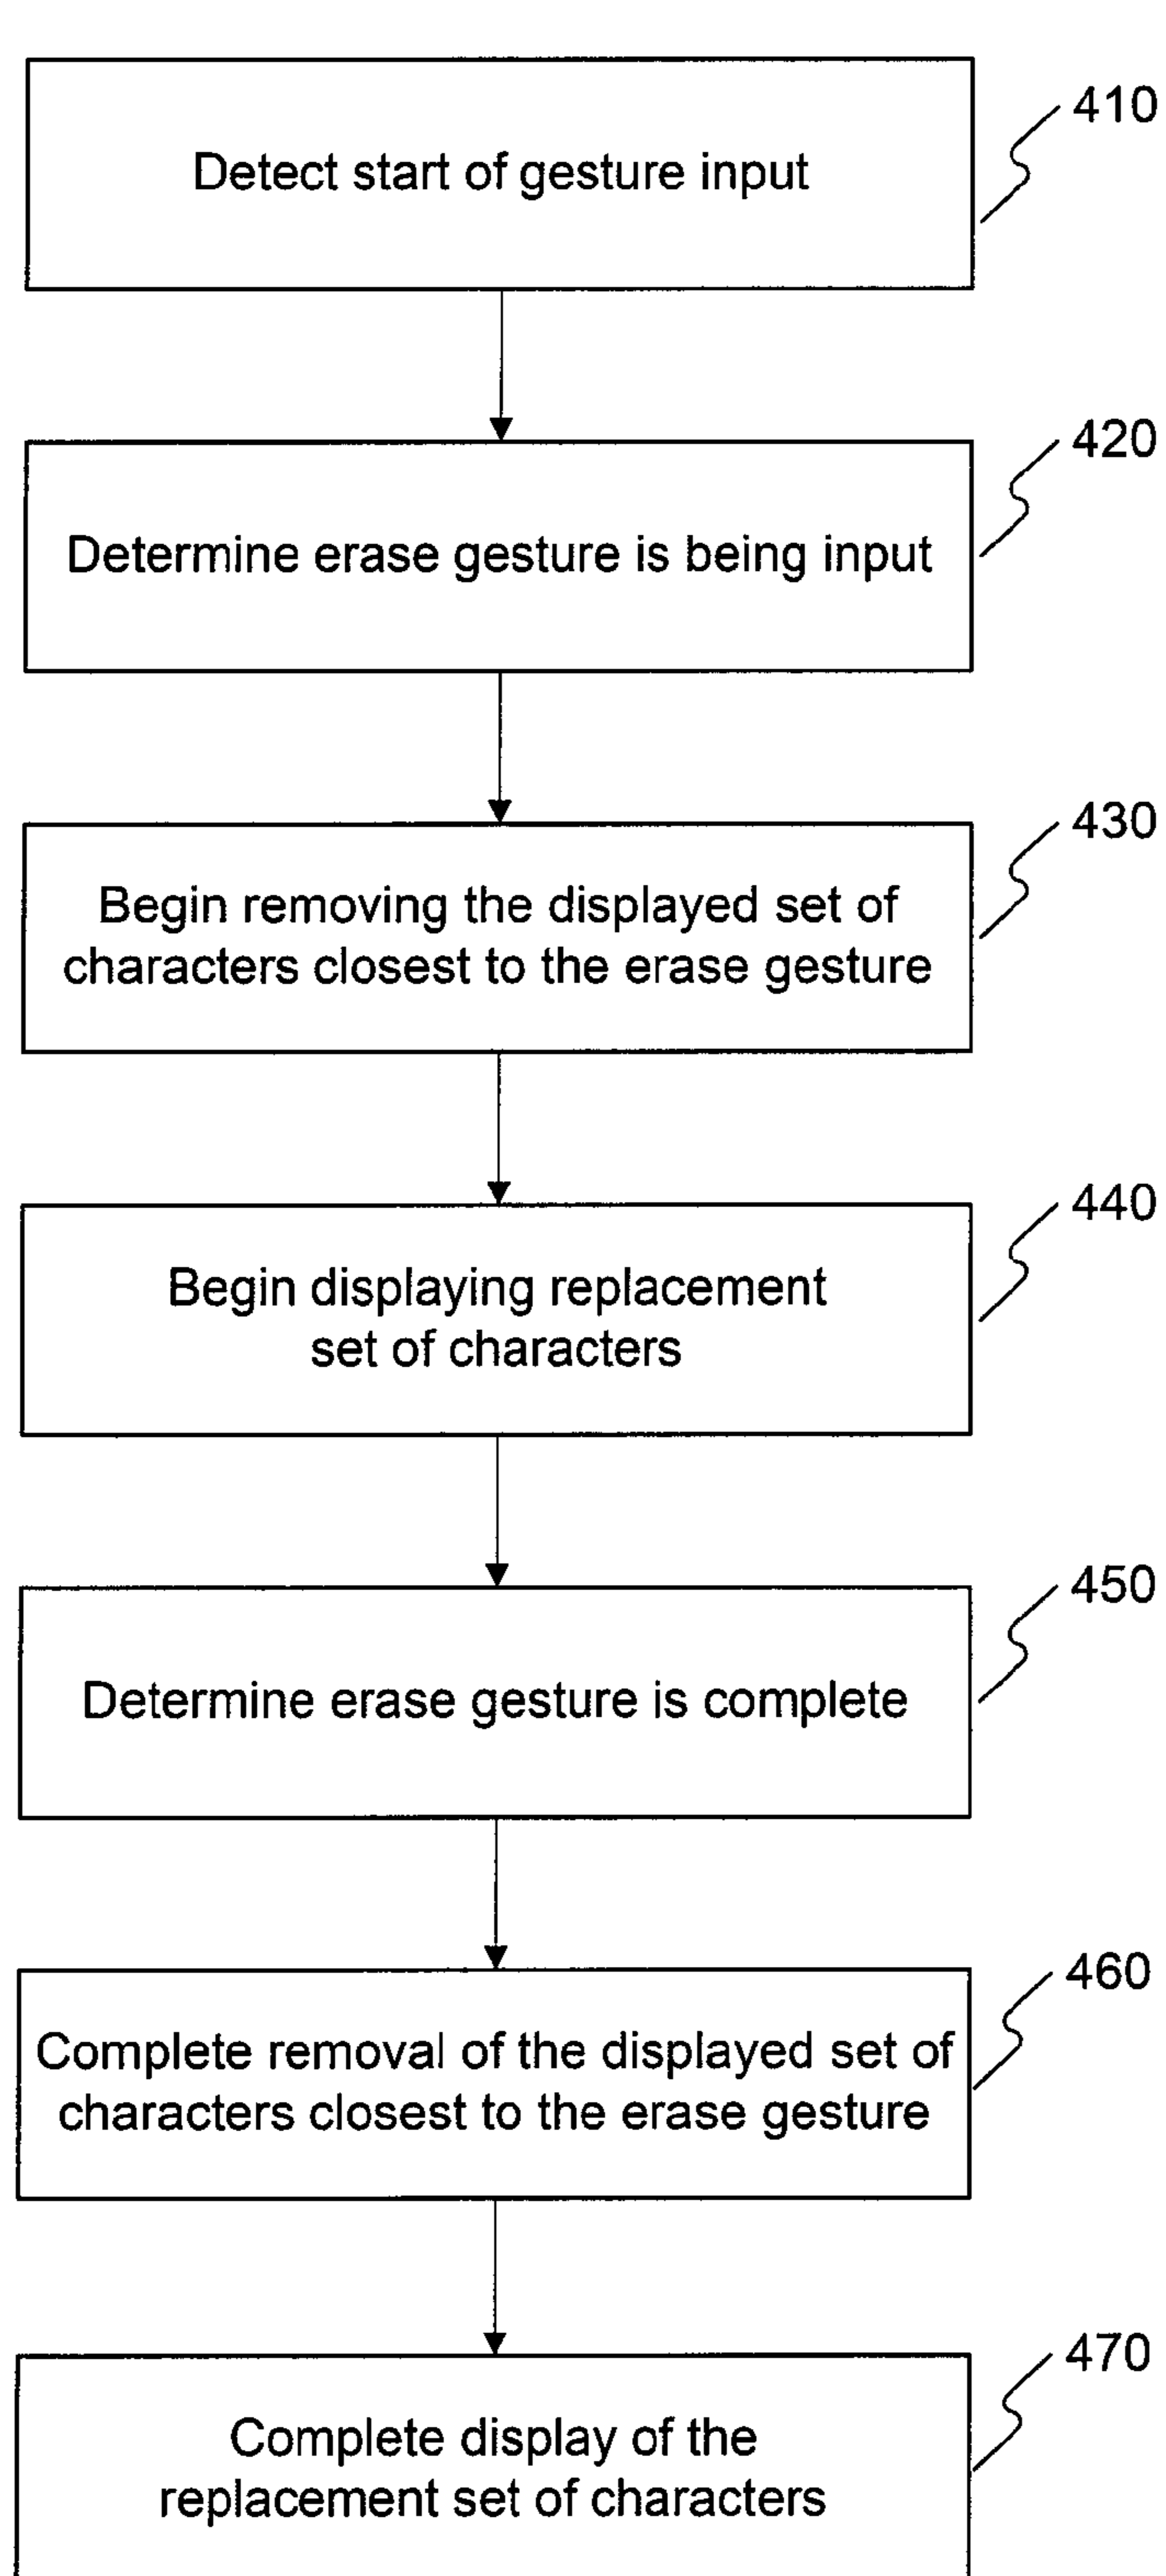 410
Detect start of gesture input
420
Determine erase gesture is being input
430
Begin removing the displayed set of
characters closest to the erase gesture
440
Begin displaying replacement
set of characters
450
Determine erase gesture is complete
460
Complete removal of the displayed set of
characters closest to the erase gesture
470
Complete display of the
replacement set of characters